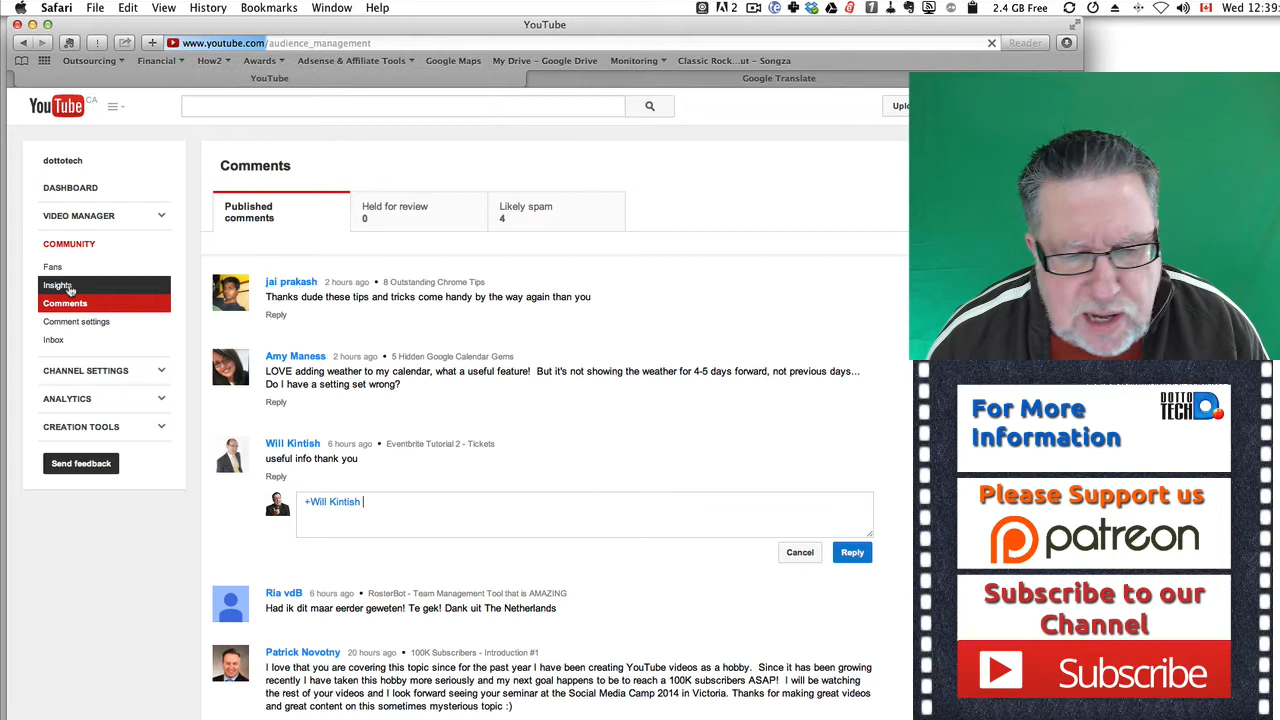 Safari File Edit View History Bookmarks Window Help
2 1 2.4 GB Free Wed 12:39
YouTube
www.youtube.com/audience_management Reader
Outsourcing Financial How2 Awards Adsense & Affiliate Tools Google Maps My Drive – Google Drive Monitoring Classic Rock...ut – Songza
YouTube Google Translate
YouTube CA
Uplo
dottotech
DASHBOARD
VIDEO MANAGER
COMMUNITY
Fans
Insights
Comments
Comment settings
Inbox
CHANNEL SETTINGS
ANALYTICS
CREATION TOOLS
Send feedback
Comments
Published comments
Held for review
0
Likely spam
4
jai prakash 2 hours ago • 8 Outstanding Chrome Tips
Thanks dude these tips and tricks come handy by the way again than you
Reply
Amy Maness 2 hours ago • 5 Hidden Google Calendar Gems
LOVE adding weather to my calendar, what a useful feature! But it's not showing the weather for 4-5 days forward, not previous days...
Do I have a setting set wrong?
Reply
Will Kintish 6 hours ago • Eventbrite Tutorial 2 - Tickets
useful info thank you
Reply
+Will Kintish
Cancel Reply
Ria vdB 6 hours ago • RosterBot - Team Management Tool that is AMAZING
Had ik dit maar eerder geweten! Te gek! Dank uit The Netherlands
Patrick Novotny 20 hours ago • 100K Subscribers - Introduction #1
I love that you are covering this topic since for the past year I have been creating YouTube videos as a hobby. Since it has been growing
recently I have taken this hobby more seriously and my next goal happens to be to reach a 100K subscribers ASAP! I will be watching
the rest of your videos and I look forward seeing your seminar at the Social Media Camp 2014 in Victoria. Thanks for making great videos
and great content on this sometimes mysterious topic :)
For More
Information
DOTTO
TECH
Please Support us
patreon
Subscribe to our
Channel
Subscribe